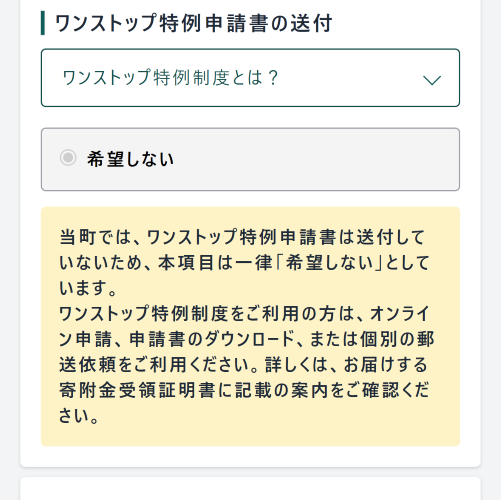 ワンストップ特例申請書の送付
ワンストップ特例制度とは？
希望しない
当町では、ワンストップ特例申請書は送付して
いないため、本項目は一律「希望しない」として
います。
ワンストップ特例制度をご利用の方は、オンライ
ン申請、申請書のダウンロード、または個別の郵
送依頼をご利用ください。詳しくは、お届けする
寄附金受領証明書に記載の案内をご確認くだ
さい。